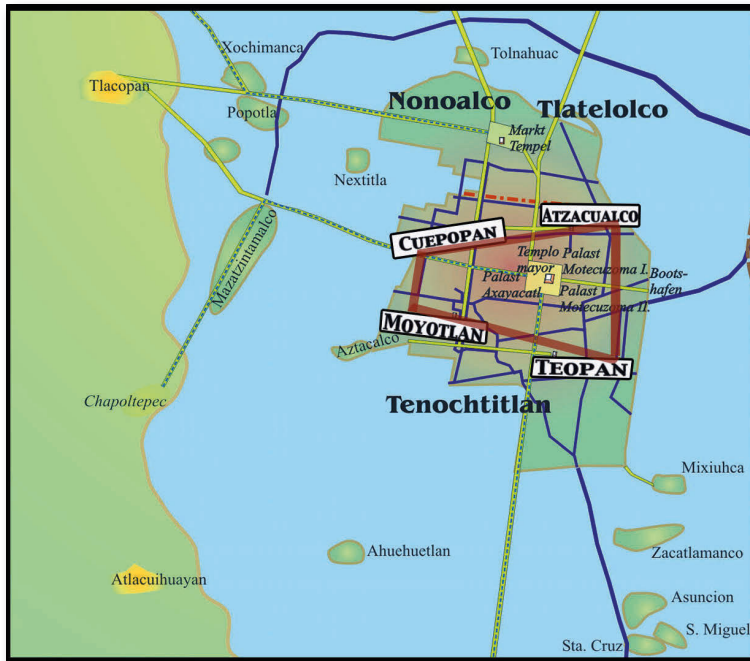 Xochimanca
Tolnahuac
Tlacopan
Popotla
Nonoalco
Tlatelolco
Markt
Tempel
Nextitla
Mazatzintamalco
CUEPOPAN
ATZACUALCO
Templo
mayor
Palast
Motecuzoma I.
Palast
Axayacatl
Palast
Motecuzoma II.
Boots-
hafen
MOYOTLAN
Aztacalco
TEOPAN
Chapoltepec
Tenochtitlan
Mixiuhca
Ahuehuetlan
Zacatlamanco
Atlacuihuayan
Asuncion
S. Miguel
Sta. Cruz